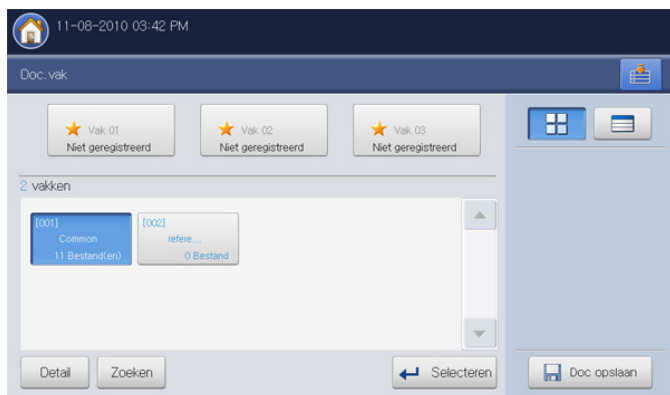 11-08-2010 03:42 PM
Doc.vak
Vak 01
Niet geregistreerd
Vak 02
Niet geregistreerd
Vak 03
Niet geregistreerd
2 vakken
[001]
Common
11 Bestand(en)
[002]
refere...
0 Bestand
Detail
Zoeken
Selecteren
Doc opslaan